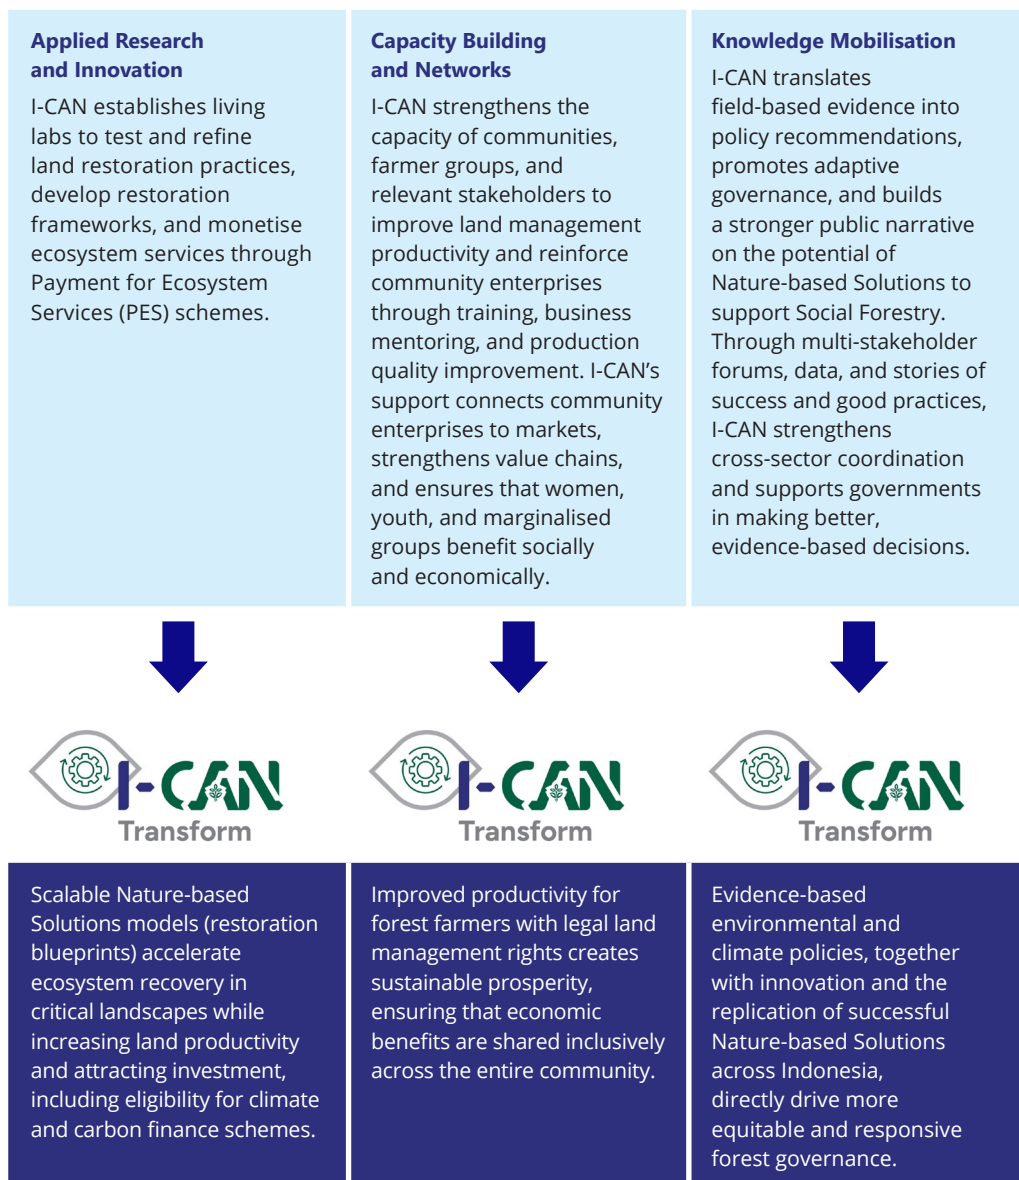 Applied Research
and Innovation
I-CAN establishes living
labs to test and refine
land restoration practices,
develop restoration
frameworks, and monetise
ecosystem services through
Payment for Ecosystem
Services (PES) schemes.
Capacity Building
and Networks
I-CAN strengthens the
capacity of communities,
farmer groups, and
relevant stakeholders to
improve land management
productivity and reinforce
community enterprises
through training, business
mentoring, and production
quality improvement. I-CAN’s
support connects community
enterprises to markets,
strengthens value chains,
and ensures that women,
youth, and marginalised
groups benefit socially
and economically.
Knowledge Mobilisation
I-CAN translates
field-based evidence into
policy recommendations,
promotes adaptive
governance, and builds
a stronger public narrative
on the potential of
Nature-based Solutions to
support Social Forestry.
Through multi-stakeholder
forums, data, and stories of
success and good practices,
I-CAN strengthens
cross-sector coordination
and supports governments
in making better,
evidence-based decisions.
I-CAN
Transform
I-CAN
Transform
I-CAN
Transform
Scalable Nature-based
Solutions models (restoration
blueprints) accelerate
ecosystem recovery in
critical landscapes while
increasing land productivity
and attracting investment,
including eligibility for climate
and carbon finance schemes.
Improved productivity for
forest farmers with legal land
management rights creates
sustainable prosperity,
ensuring that economic
benefits are shared inclusively
across the entire community.
Evidence-based
environmental and
climate policies, together
with innovation and the
replication of successful
Nature-based Solutions
across Indonesia,
directly drive more
equitable and responsive
forest governance.